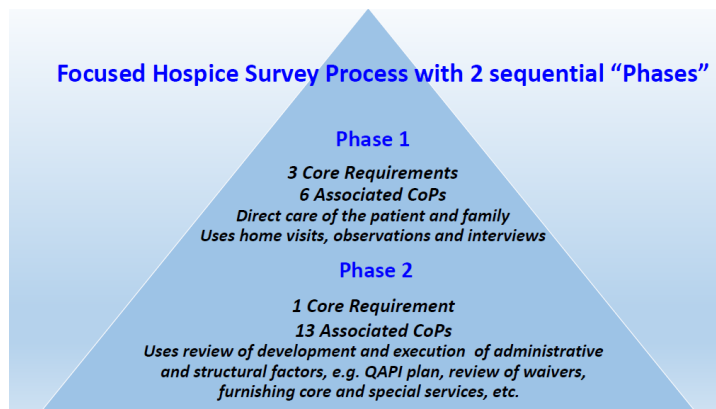 Focused Hospice Survey Process with 2 sequential “Phases”
Phase 1
3 Core Requirements
6 Associated CoPs
Direct care of the patient and family
Uses home visits, observations and interviews
Phase 2
1 Core Requirement
13 Associated CoPs
Uses review of development and execution of administrative
and structural factors, e.g. QAPI plan, review of waivers,
furnishing core and special services, etc.